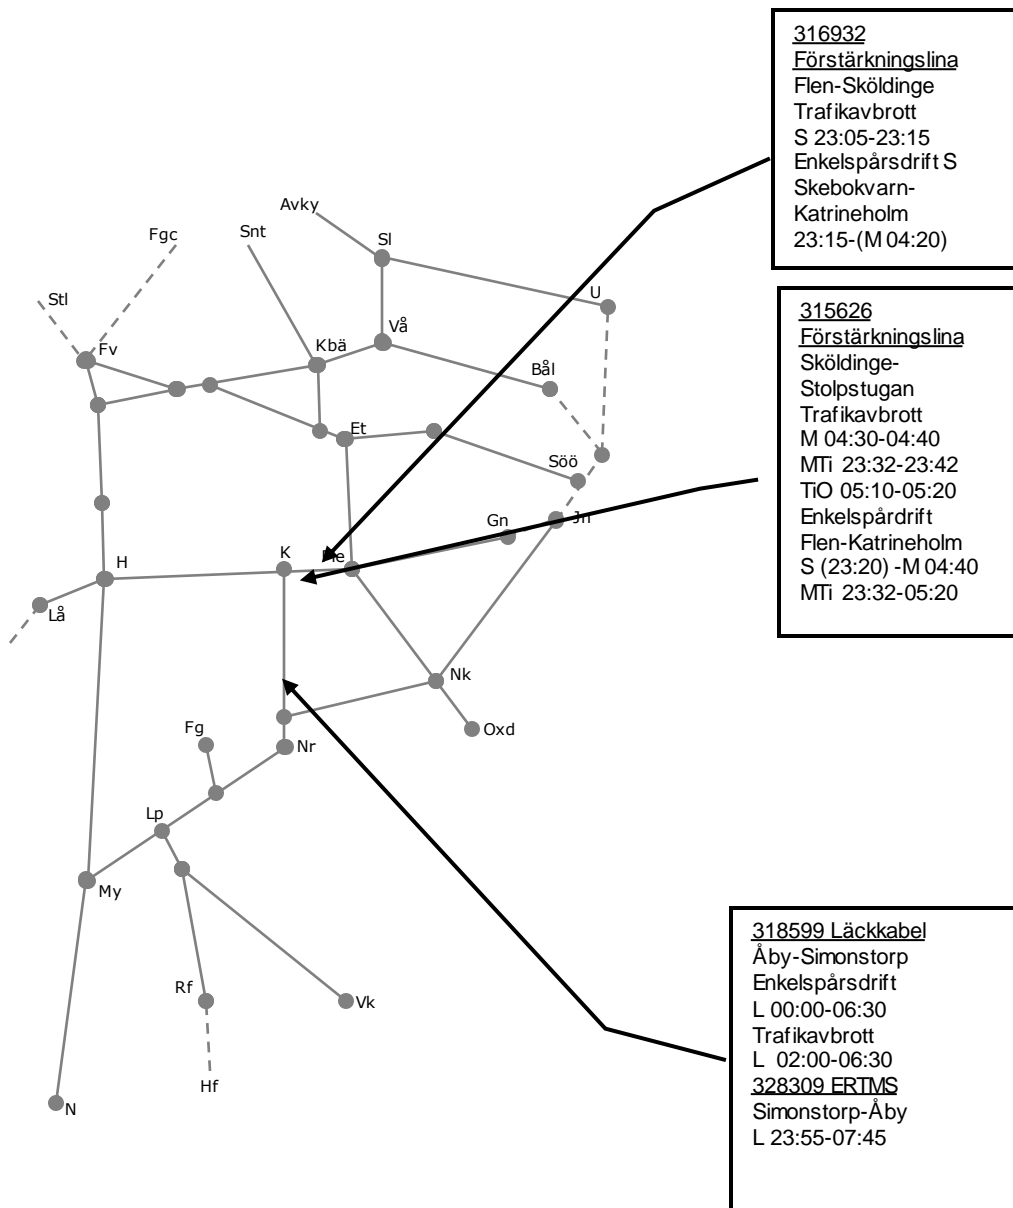 316932
Förstärkningslina
Flen-Sköldinge
Trafikavbrott
S 23:05-23:15
Enkelspårsdrift S
Skebokvarn-
Katrineholm
23:15-(M 04:20)
Avky
Fgc
Snt
Sl
Stl
U
315626
Förstärkningslina
Sköldinge-
Stolpstugan
Trafikavbrott
M 04:30-04:40
MTi 23:32-23:42
TiO 05:10-05:20
Enkelspårdrift
Flen-Katrineholm
S (23:20) -M 04:40
MTi 23:32-05:20
Vå
Fv
Kbä
Bål
Et
Söö
Gn
Jn
H
K
Lå
Nk
Fg
Nr
Oxd
Lp
My
318599 Läckkabel
Åby-Simonstorp
Enkelspårsdrift
L 00:00-06:30
Trafikavbrott
L 02:00-06:30
328309 ERTMS
Simonstorp-Åby
L 23:55-07:45
Rf
Vk
Hf
N